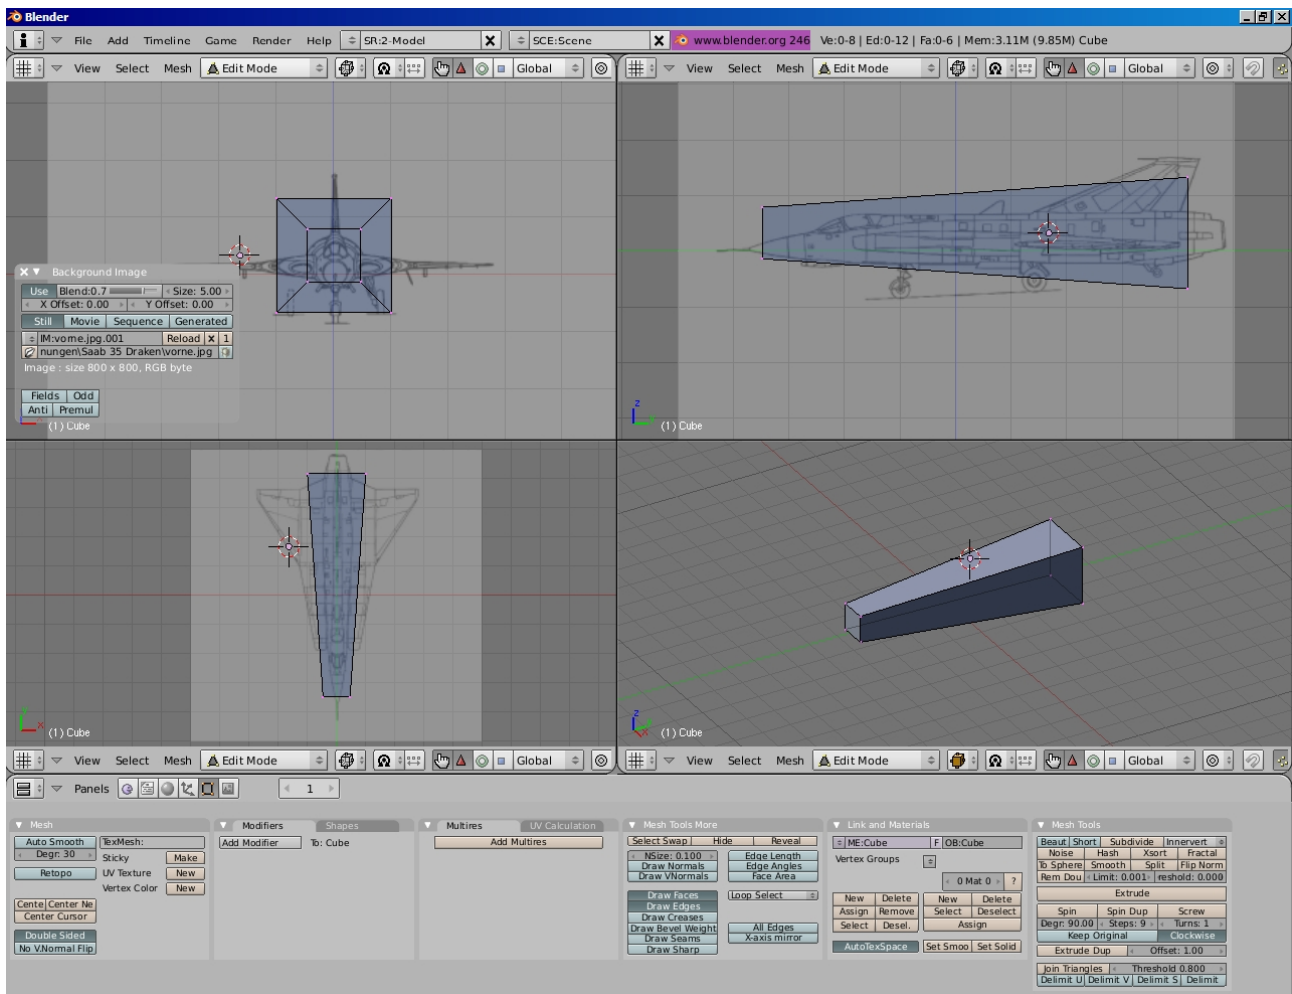 Blender
File Add Timeline Game Render Help SR:2-Model SCE:Scene www.blender.org 246 Ve:0-8 | Ed:0-12 | Fa:0-6 | Mem:3.11M (9.85M) Cube
View Select Mesh Edit Mode Global View Select Mesh Edit Mode Global
Background Image
Use Blend:0.7 Size: 5.00
X Offset: 0.00 Y Offset: 0.00
Still Movie Sequence Generated
IM:vorne.jpg.001 Reload X 1
nungen\Saab 35 Draken\vorne.jpg
Image : size 800 x 800, RGB byte
Fields Odd
Anti Premul
(1) Cube
z
y
(1) Cube
y
x
(1) Cube
z
x
(1) Cube
View Select Mesh Edit Mode Global View Select Mesh Edit Mode Global
Panels 1
Mesh
Auto Smooth TexMesh:
Degr: 30 Sticky Make
Retopo UV Texture New
Vertex Color New
Cente Center Ne
Center Cursor
Double Sided
No V.Normal Flip
Modifiers Shapes
Add Modifier To: Cube
Multires UV Calculation
Add Multires
Mesh Tools More
Select Swap Hide Reveal
NSize: 0.100 Edge Length
Draw Normals Edge Angles
Draw VNormals Face Area
Draw Faces Loop Select
Draw Edges
Draw Creases
Draw Bevel Weight All Edges
Draw Seams X-axis mirror
Draw Sharp
Link and Materials
ME:Cube F OB:Cube
Vertex Groups
0 Mat 0 ?
New Delete New Delete
Assign Remove Select Deselect
Select Desel. Assign
AutoTexSpace Set Smoo Set Solid
Mesh Tools
Beaut Short Subdivide Innervert
Noise Hash Xsort Fractal
To Sphere Smooth Split Flip Norm
Rem Dou Limit: 0.001 reshold: 0.000
Extrude
Spin Spin Dup Screw
Degr: 90.00 Steps: 9 Turns: 1
Keep Original Clockwise
Extrude Dup Offset: 1.00
Join Triangles Threshold 0.800
Delimit U Delimit V Delimit S Delimit